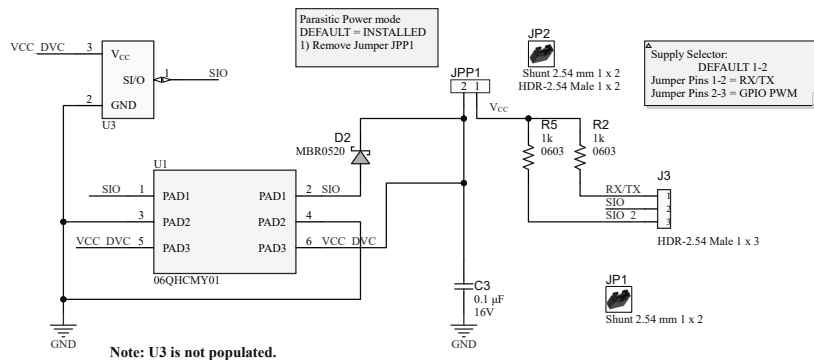 Parasitic Power mode
DEFAULT = INSTALLED
1) Remove Jumper JPP1
JP2
Shunt 2.54 mm 1 x 2
HDR-2.54 Male 1 x 2
Supply Selector:
DEFAULT 1-2
Jumper Pins 1-2 = RX/TX
Jumper Pins 2-3 = GPIO PWM
VCC_DVC
3
VCC
SI/O
1
SIO
2
GND
U3
JPP1
2 1
VCC
D2
MBR0520
R5
1k
0603
R2
1k
0603
J3
RX/TX
1
SIO
2
SIO_2
3
HDR-2.54 Male 1 x 3
U1
SIO
1
PAD1
PAD1
2
SIO
3
PAD2
PAD2
4
VCC_DVC
5
PAD3
PAD3
6
VCC_DVC
06QHCMY01
C3
0.1 µF
16V
JP1
Shunt 2.54 mm 1 x 2
GND
GND
Note: U3 is not populated.